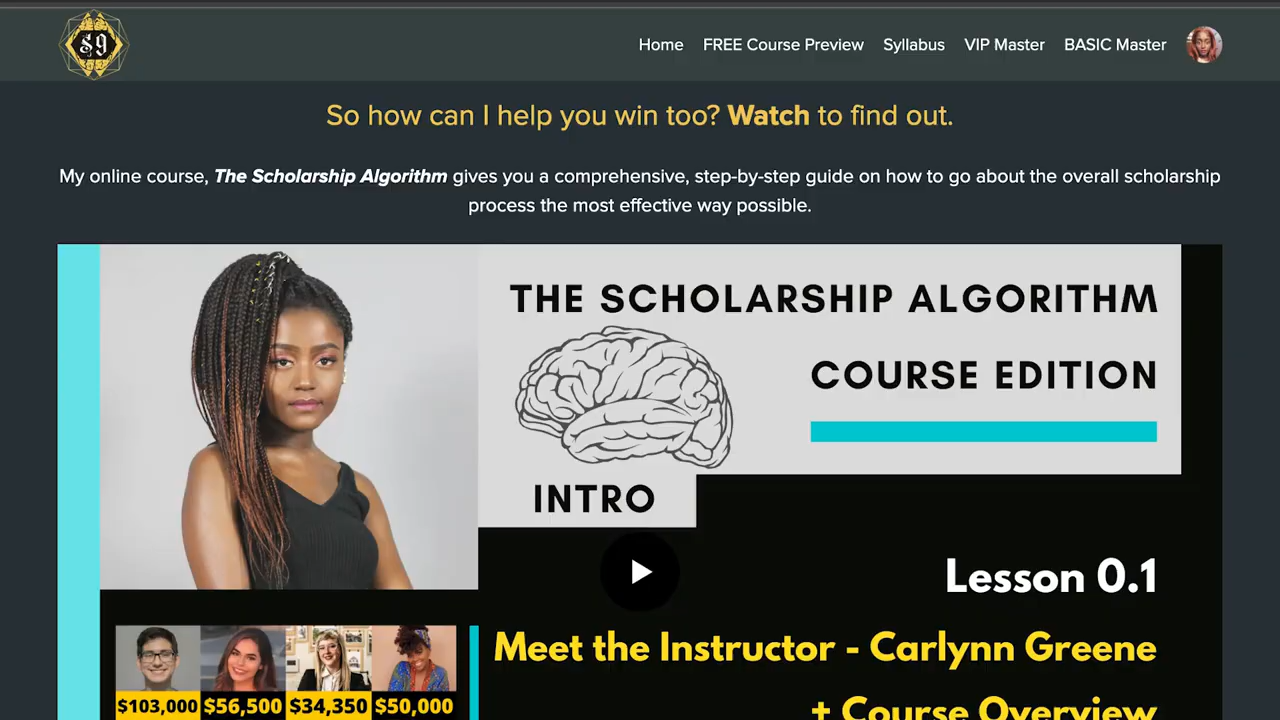 $9
Home FREE Course Preview Syllabus VIP Master BASIC Master
So how can I help you win too? Watch to find out.
My online course, The Scholarship Algorithm gives you a comprehensive, step-by-step guide on how to go about the overall scholarship
process the most effective way possible.
THE SCHOLARSHIP ALGORITHM
COURSE EDITION
INTRO
Lesson 0.1
Meet the Instructor - Carlynn Greene
+ Course Overview
$103,000 $56,500 $34,350 $50,000